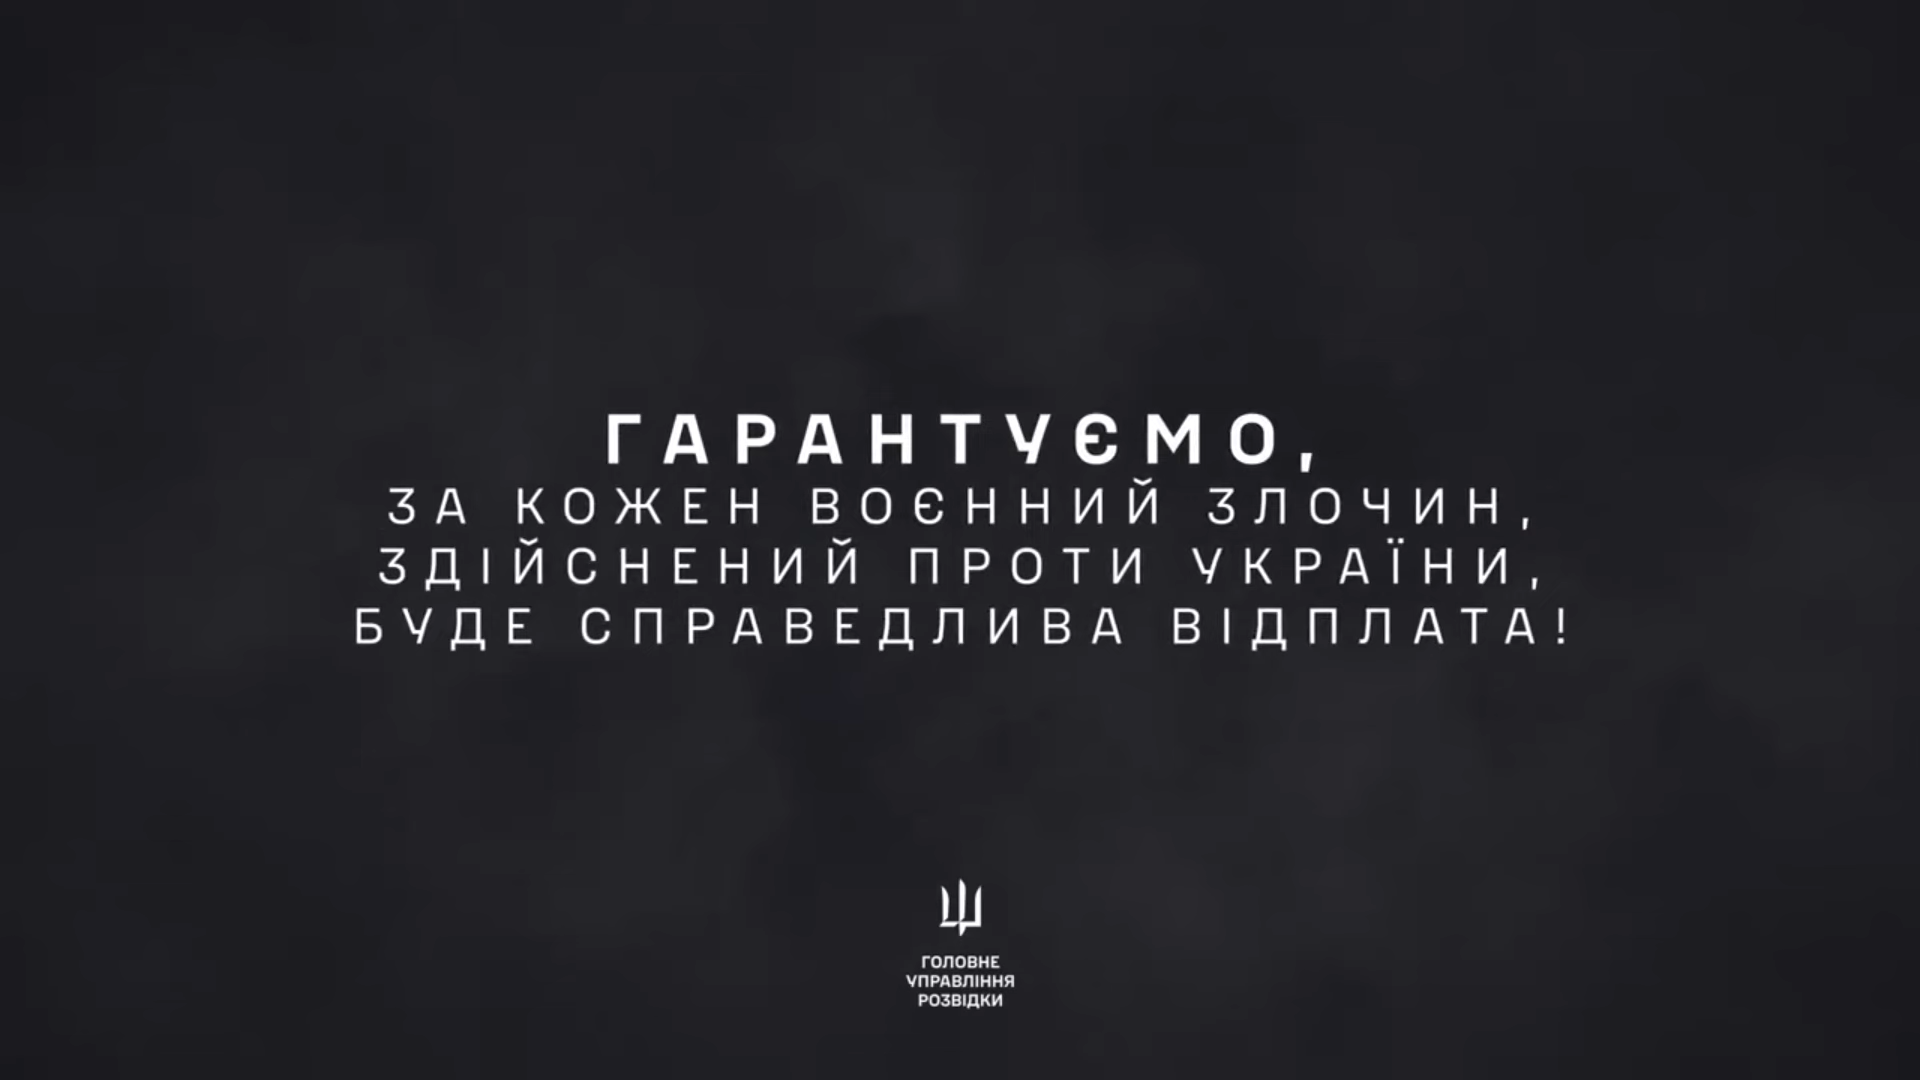 ГАРАНТУЄМО,
ЗА КОЖЕН ВОЄННИЙ ЗЛОЧИН,
ЗДІЙСНЕНИЙ ПРОТИ УКРАЇНИ,
БУДЕ СПРАВЕДЛИВА ВІДПЛАТА!
ГОЛОВНЕ
УПРАВЛІННЯ
РОЗВІДКИ